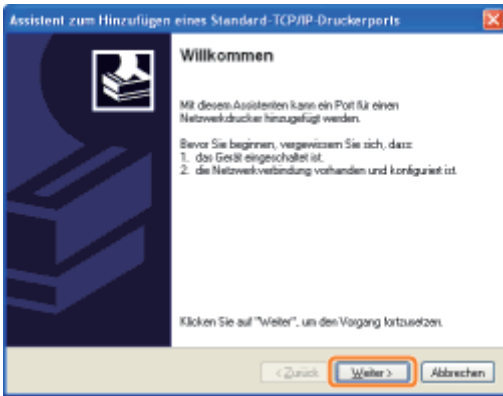 Assistent zum Hinzufügen eines Standard-TCP/IP-Druckerports
Willkommen
Mit diesem Assistenten kann ein Port für einen
Netzwerkdrucker hinzugefügt werden.
Bevor Sie beginnen, vergewissern Sie sich, dass:
1. das Gerät eingeschaltet ist.
2. die Netzwerkverbindung vorhanden und konfiguriert ist.
Klicken Sie auf "Weiter", um den Vorgang fortzusetzen.
< Zurück Weiter > Abbrechen